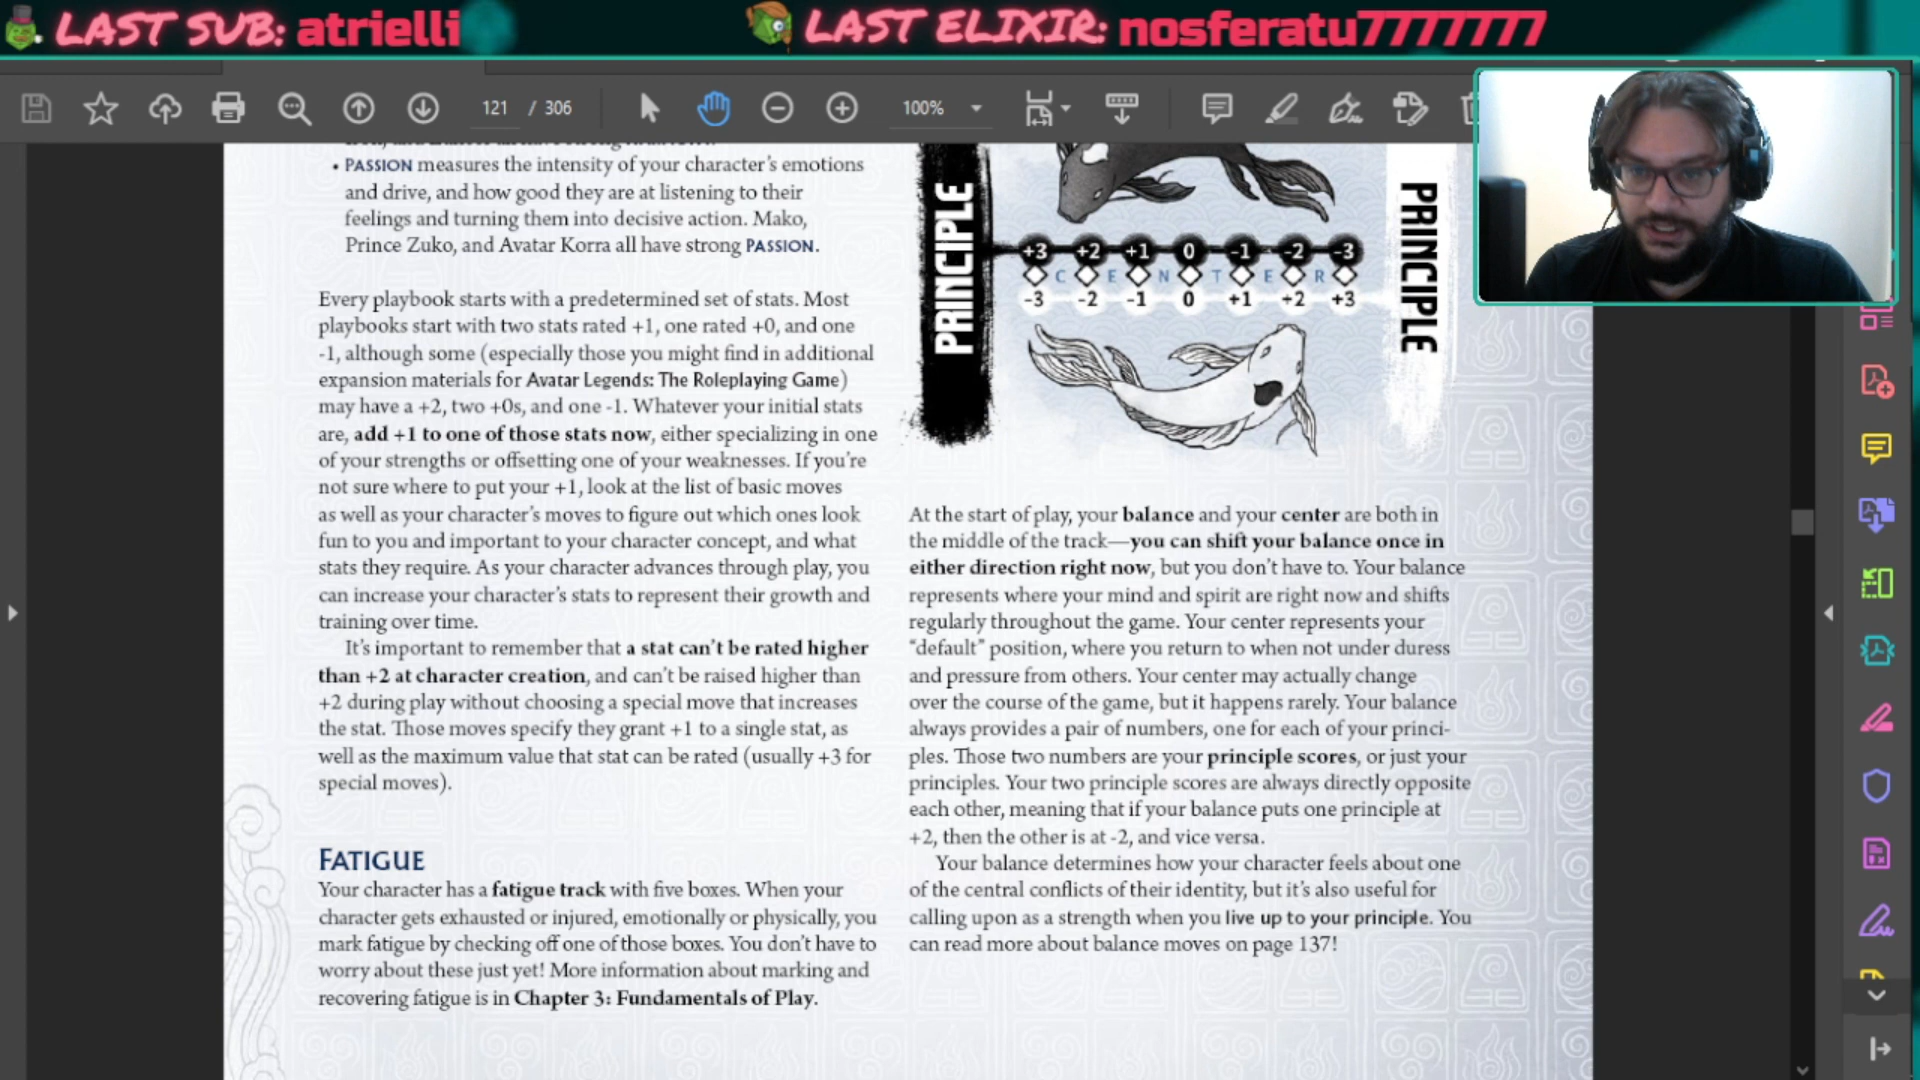 LAST SUB: atrielli
LAST ELIXIR: nosferatu7777777
121 / 306
100%
• PASSION measures the intensity of your character's emotions
and drive, and how good they are at listening to their
feelings and turning them into decisive action. Mako,
Prince Zuko, and Avatar Korra all have strong PASSION.
Every playbook starts with a predetermined set of stats. Most
playbooks start with two stats rated +1, one rated +0, and one
-1, although some (especially those you might find in additional
expansion materials for Avatar Legends: The Roleplaying Game)
may have a +2, two +0s, and one -1. Whatever your initial stats
are, add +1 to one of those stats now, either specializing in one
of your strengths or offsetting one of your weaknesses. If you're
not sure where to put your +1, look at the list of basic moves
as well as your character's moves to figure out which ones look
fun to you and important to your character concept, and what
stats they require. As your character advances through play, you
can increase your character's stats to represent their growth and
training over time.
It's important to remember that a stat can't be rated higher
than +2 at character creation, and can't be raised higher than
+2 during play without choosing a special move that increases
the stat. Those moves specify they grant +1 to a single stat, as
well as the maximum value that stat can be rated (usually +3 for
special moves).
FATIGUE
Your character has a fatigue track with five boxes. When your
character gets exhausted or injured, emotionally or physically, you
mark fatigue by checking off one of those boxes. You don't have to
worry about these just yet! More information about marking and
recovering fatigue is in Chapter 3: Fundamentals of Play.
PRINCIPLE
+3 +2 +1 0 -1 -2 -3
C E N T E R
-3 -2 -1 0 +1 +2 +3
PRINCIPLE
At the start of play, your balance and your center are both in
the middle of the track—you can shift your balance once in
either direction right now, but you don't have to. Your balance
represents where your mind and spirit are right now and shifts
regularly throughout the game. Your center represents your
"default" position, where you return to when not under duress
and pressure from others. Your center may actually change
over the course of the game, but it happens rarely. Your balance
always provides a pair of numbers, one for each of your princi-
ples. Those two numbers are your principle scores, or just your
principles. Your two principle scores are always directly opposite
each other, meaning that if your balance puts one principle at
+2, then the other is at -2, and vice versa.
Your balance determines how your character feels about one
of the central conflicts of their identity, but it's also useful for
calling upon as a strength when you live up to your principle. You
can read more about balance moves on page 137!